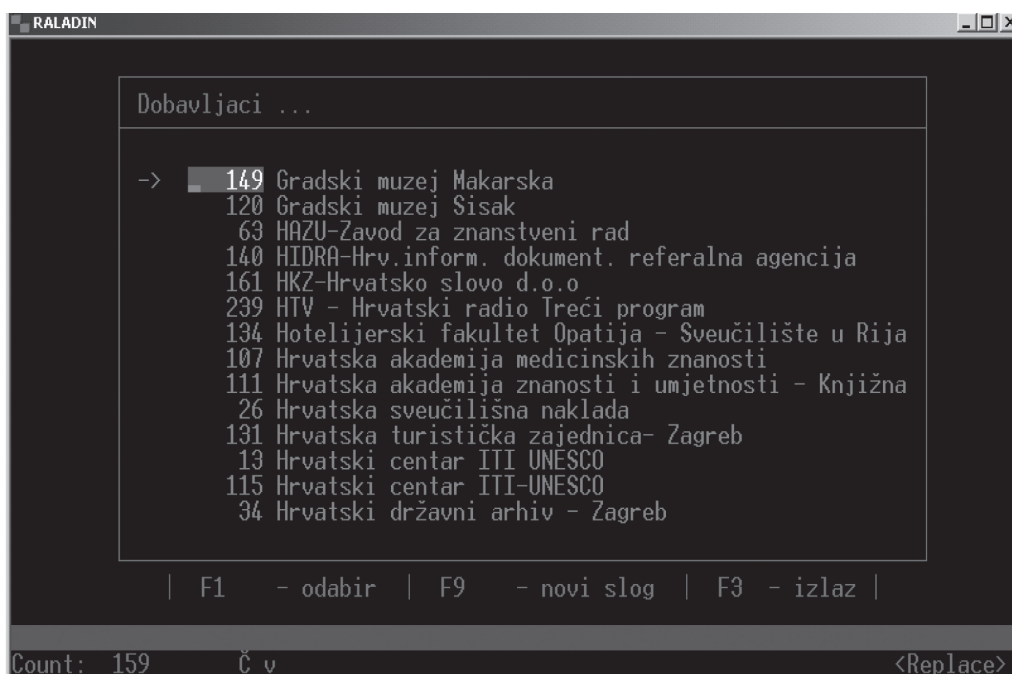 RALADIN
Dobavljaci ...
-> 149 Gradski muzej Makarska
120 Gradski muzej Sisak
63 HAZU-Zavod za znanstveni rad
140 HIDRA-Hrv.inform. dokument. referalna agencija
161 HKZ-Hrvatsko slovo d.o.o
239 HTV - Hrvatski radio Treći program
134 Hotelijerski fakultet Opatija - Sveučilište u Rija
107 Hrvatska akademija medicinskih znanosti
111 Hrvatska akademija znanosti i umjetnosti - Knjižna
26 Hrvatska sveučilišna naklada
131 Hrvatska turistička zajednica- Zagreb
13 Hrvatski centar ITI UNESCO
115 Hrvatski centar ITI-UNESCO
34 Hrvatski državni arhiv - Zagreb
| F1 - odabir | F9 - novi slog | F3 - izlaz |
Count: 159 Č v <Replace>